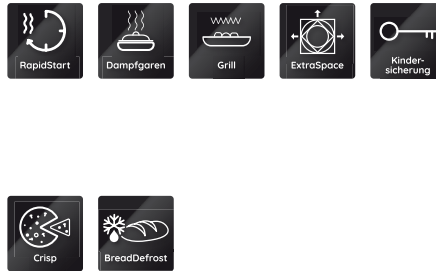 RapidStart
Dampfgaren
Grill
ExtraSpace
Kinder-
sicherung
Crisp
BreadDefrost